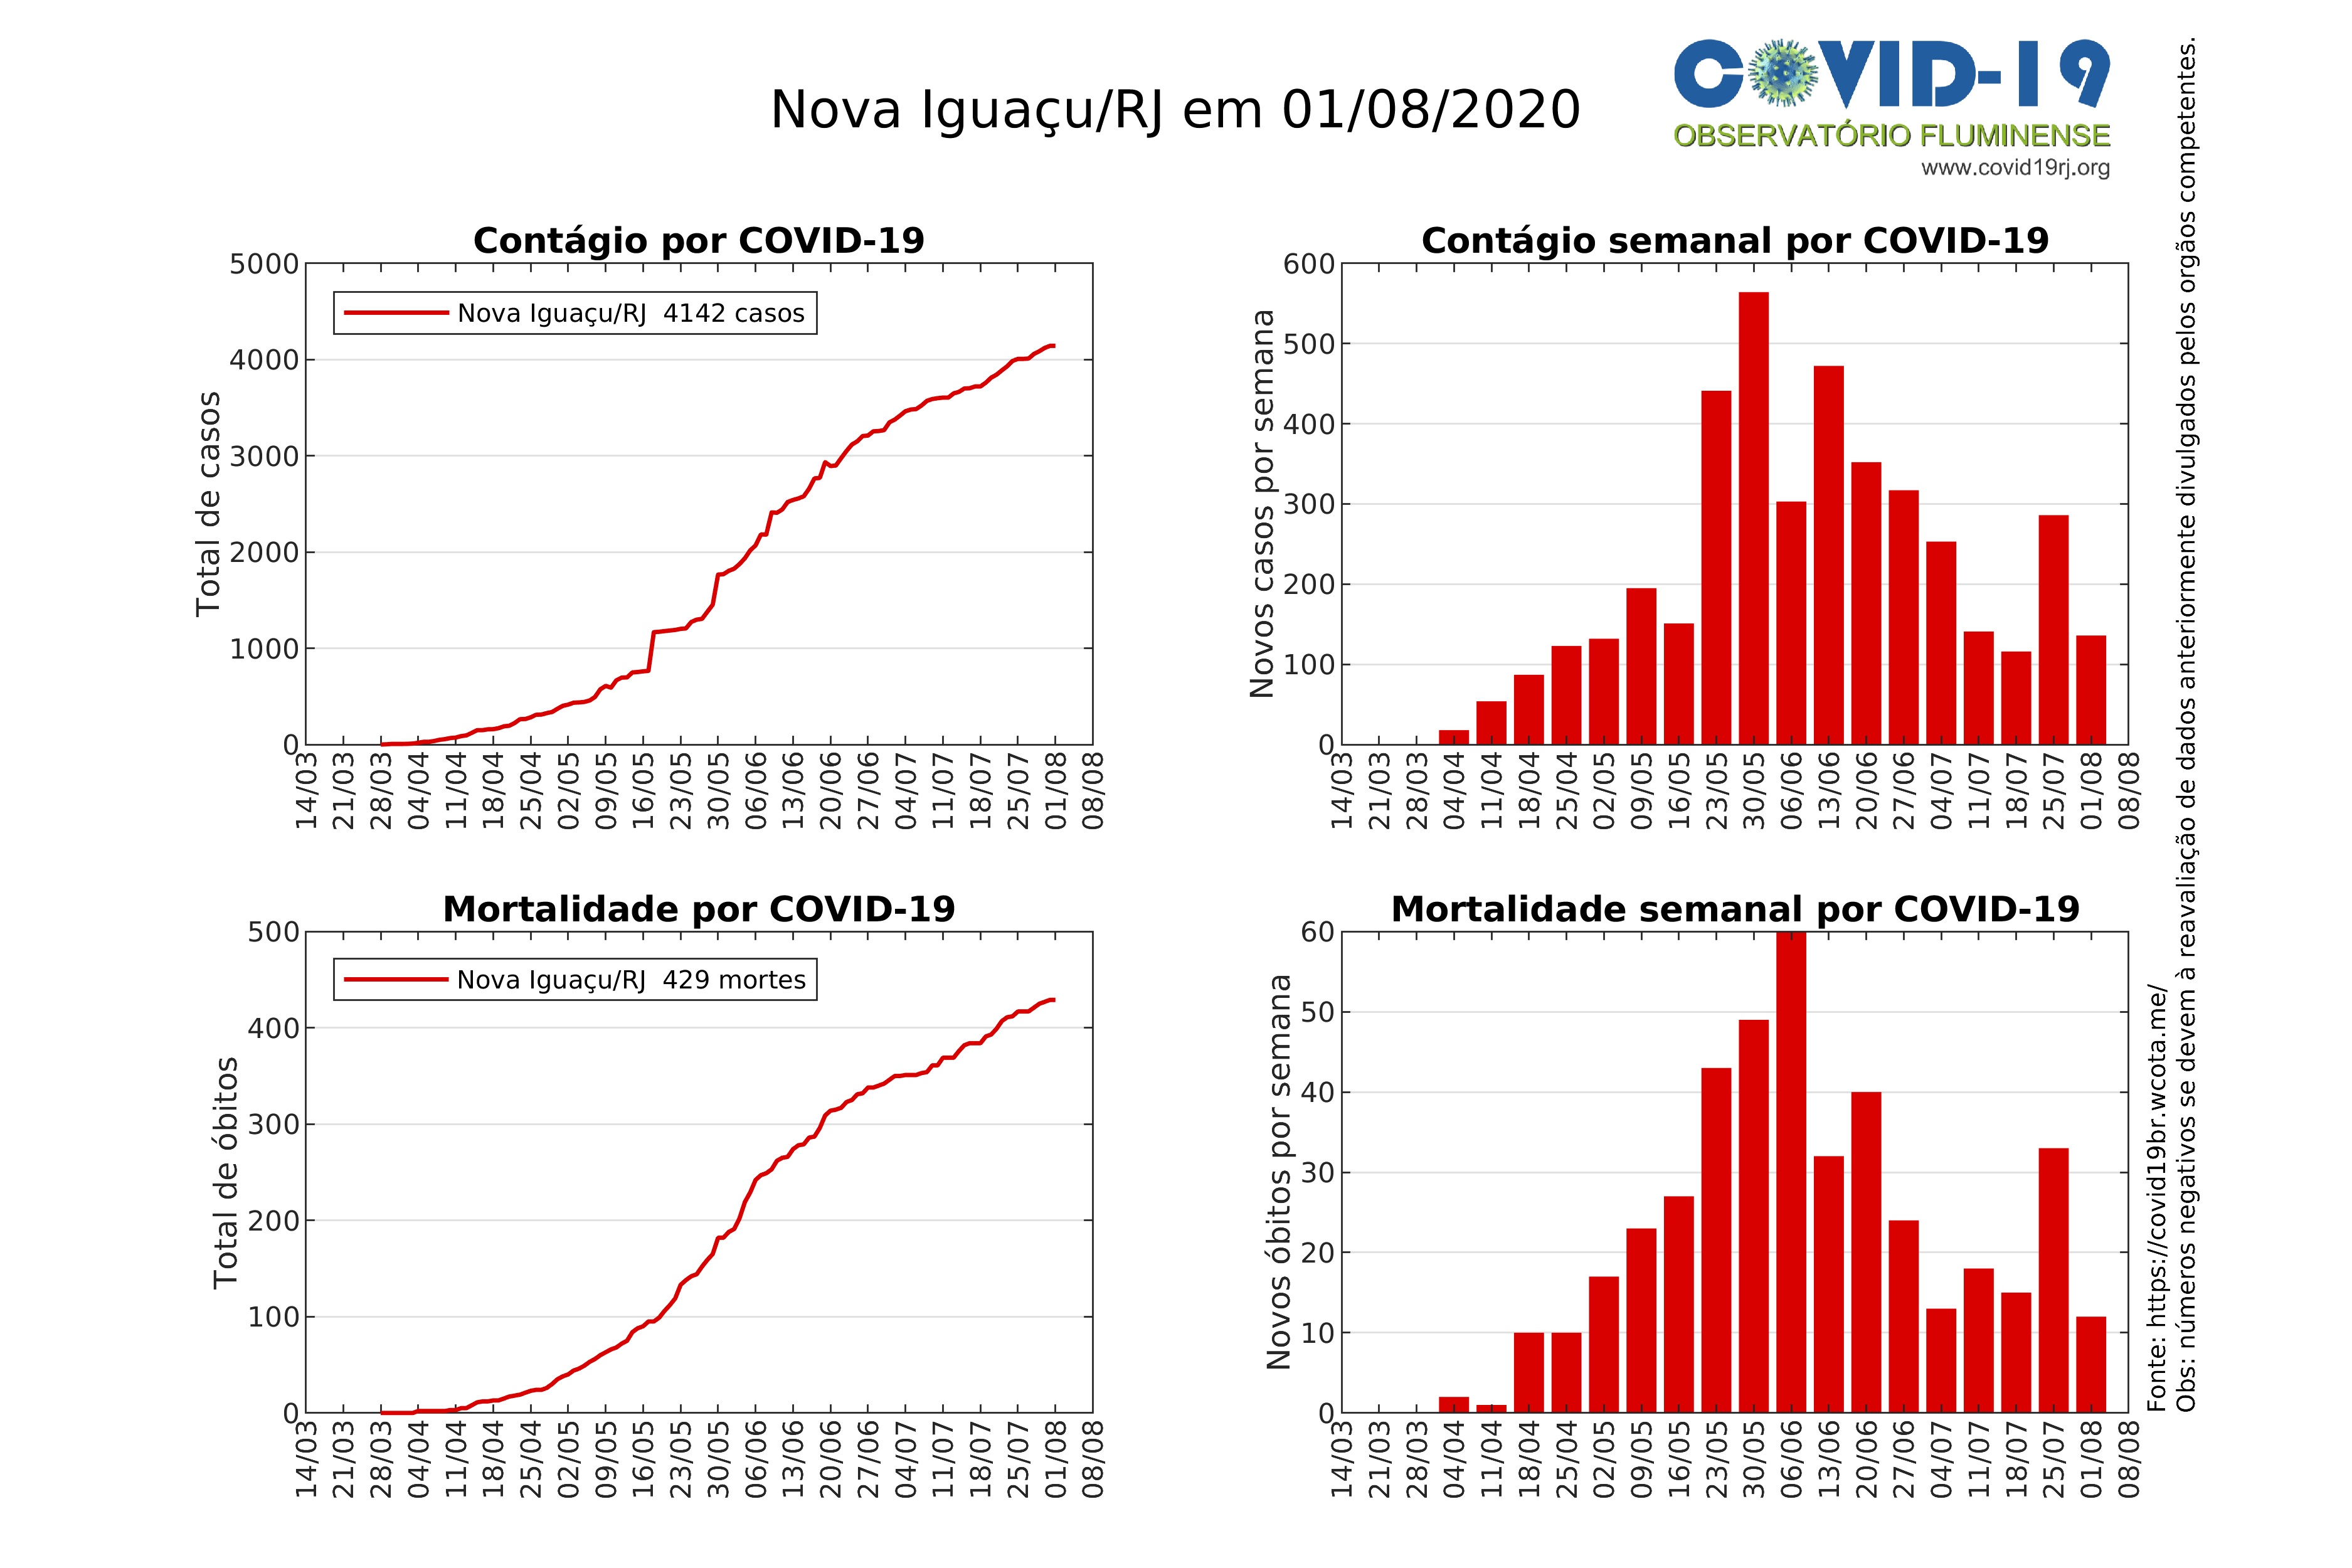 Nova Iguaçu/RJ em 01/08/2020
COVID-19
OBSERVATÓRIO FLUMINENSE
www.covid19rj.org
Contágio por COVID-19
Total de casos
5000
4000
3000
2000
1000
0
Nova Iguaçu/RJ 4142 casos
14/03 21/03 28/03 04/04 11/04 18/04 25/04 02/05 09/05 16/05 23/05 30/05 06/06 13/06 20/06 27/06 04/07 11/07 18/07 25/07 01/08 08/08
Contágio semanal por COVID-19
Novos casos por semana
600
500
400
300
200
100
0
14/03 21/03 28/03 04/04 11/04 18/04 25/04 02/05 09/05 16/05 23/05 30/05 06/06 13/06 20/06 27/06 04/07 11/07 18/07 25/07 01/08 08/08
Mortalidade por COVID-19
Total de óbitos
500
400
300
200
100
0
Nova Iguaçu/RJ 429 mortes
14/03 21/03 28/03 04/04 11/04 18/04 25/04 02/05 09/05 16/05 23/05 30/05 06/06 13/06 20/06 27/06 04/07 11/07 18/07 25/07 01/08 08/08
Mortalidade semanal por COVID-19
Novos óbitos por semana
60
50
40
30
20
10
0
14/03 21/03 28/03 04/04 11/04 18/04 25/04 02/05 09/05 16/05 23/05 30/05 06/06 13/06 20/06 27/06 04/07 11/07 18/07 25/07 01/08 08/08
Fonte: https://covid19br.wcota.me/
Obs: números negativos se devem à reavaliação de dados anteriormente divulgados pelos orgãos competentes.